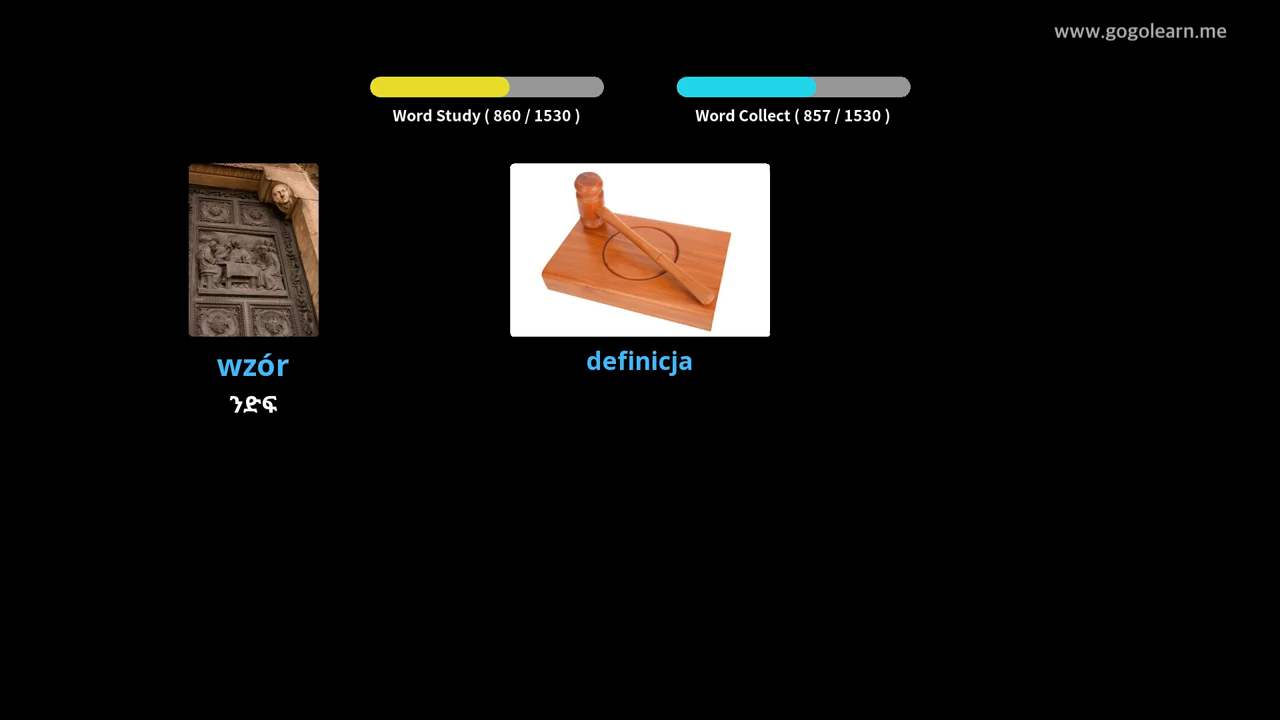 www.gogolearn.me
Word Study ( 860 / 1530 )
Word Collect ( 857 / 1530 )
wzór
ንድፍ
definicja